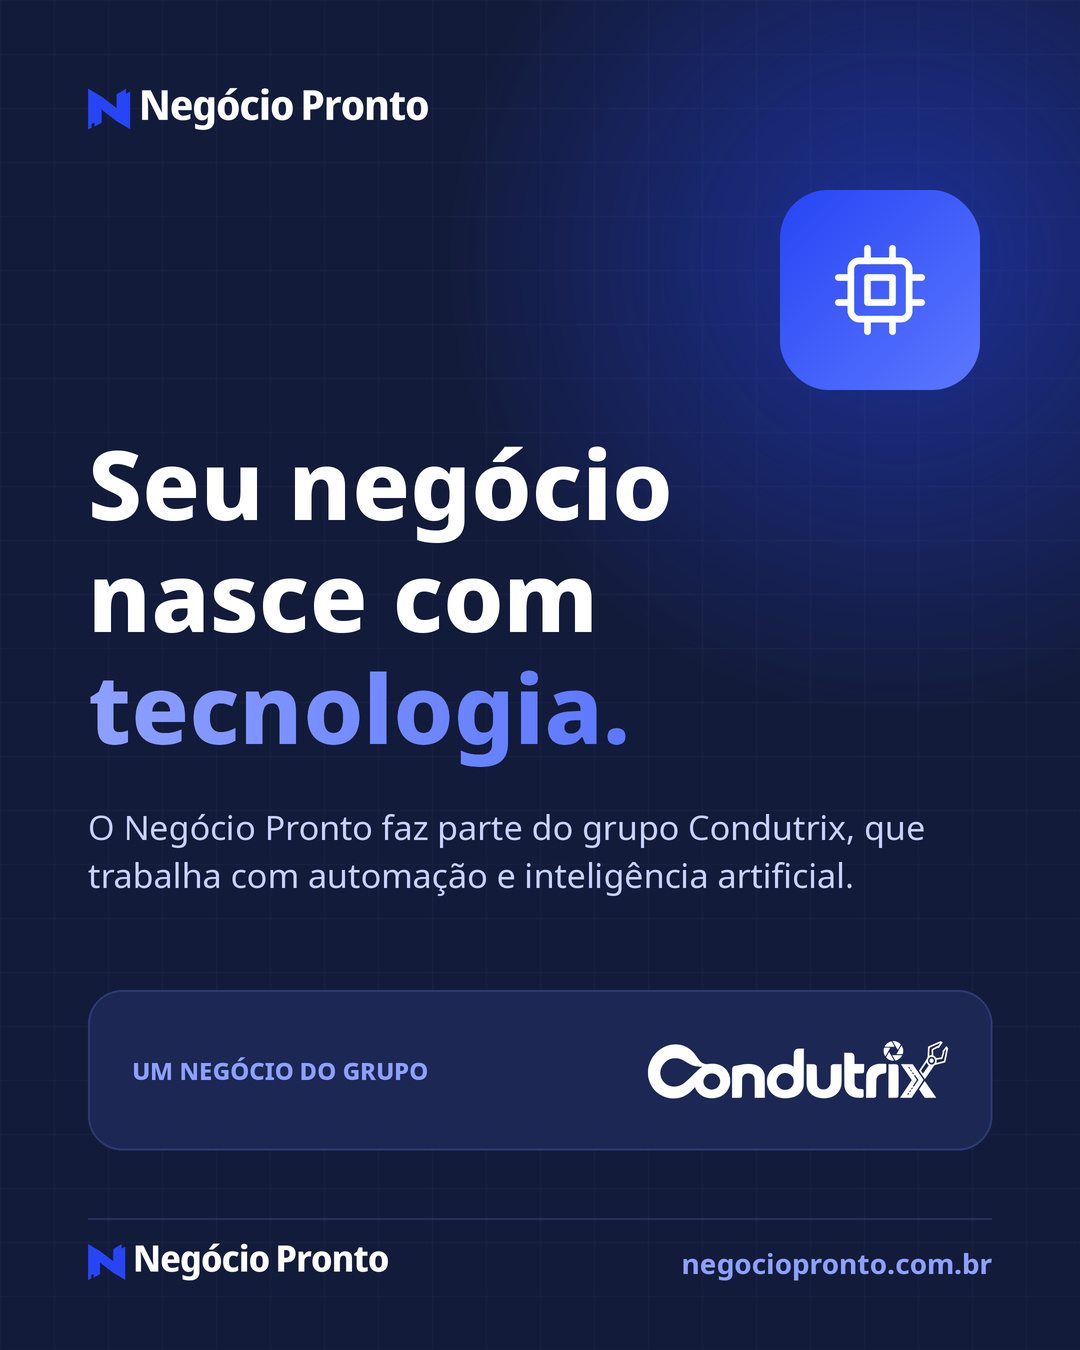 Negócio Pronto
Seu negócio
nasce com
tecnologia.
O Negócio Pronto faz parte do grupo Condutrix, que
trabalha com automação e inteligência artificial.
UM NEGÓCIO DO GRUPO
Condutrix
Negócio Pronto
negociopronto.com.br